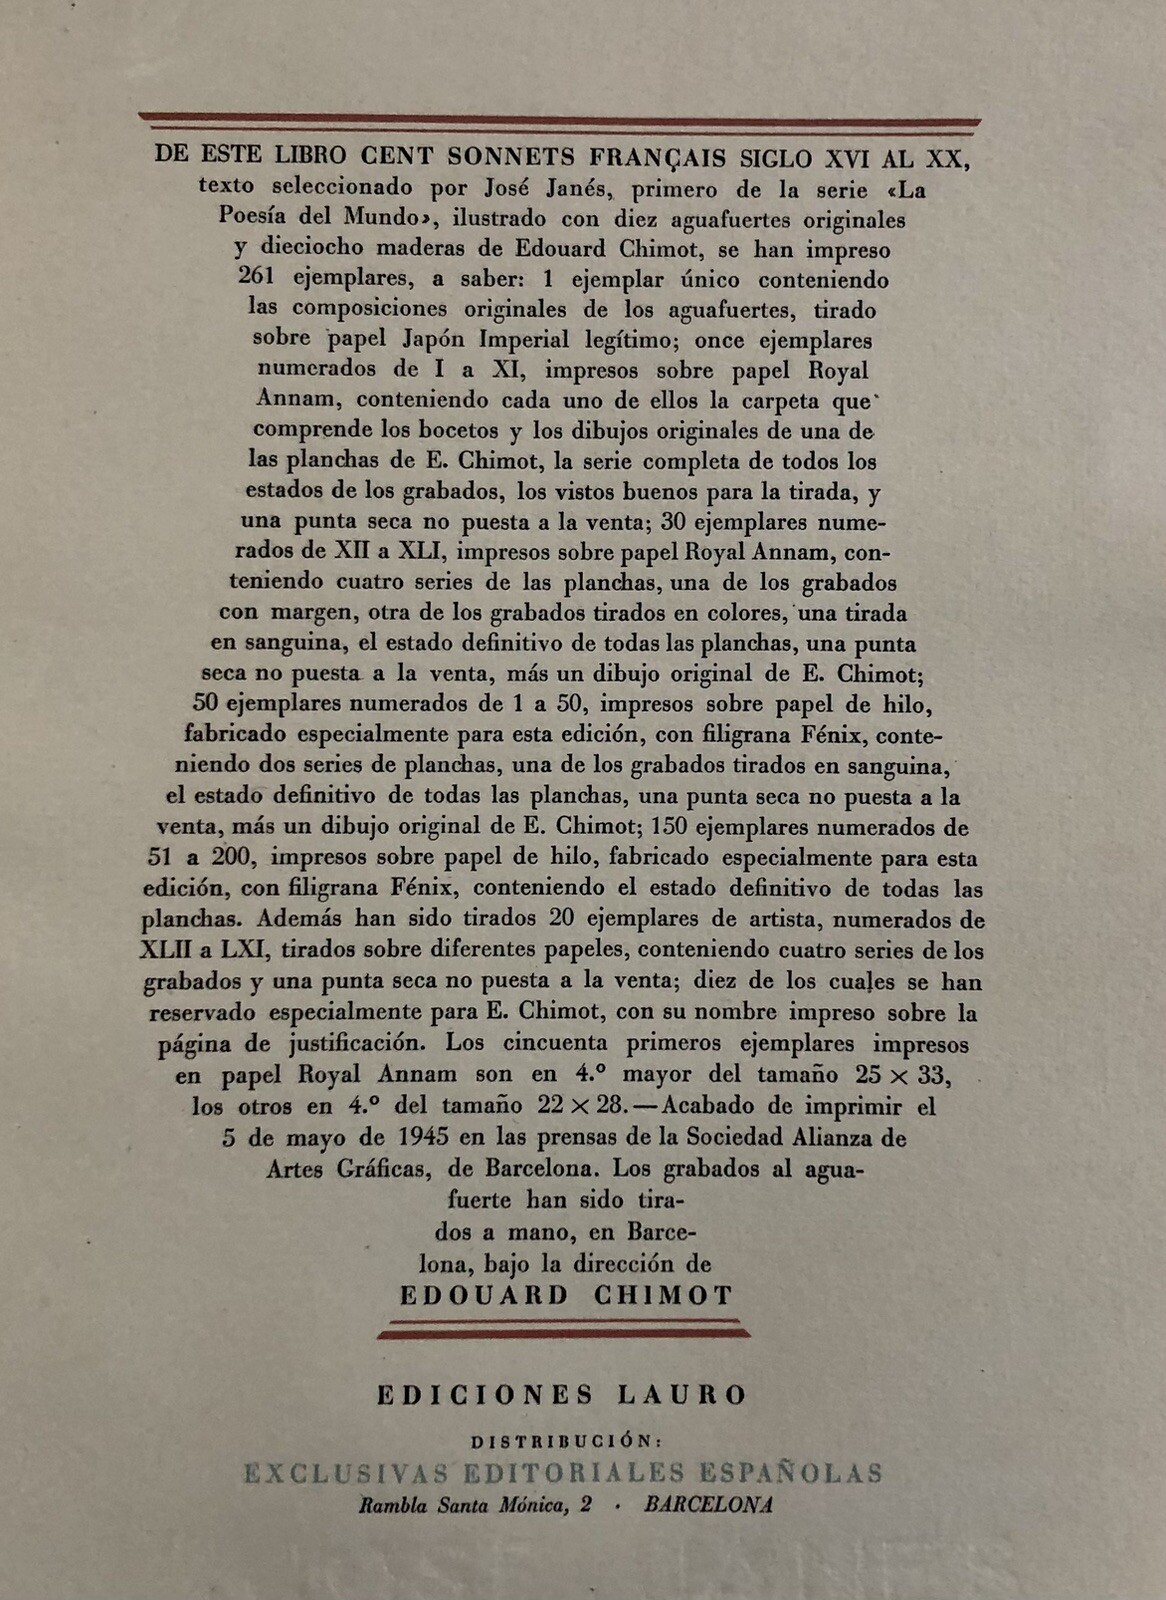 DE ESTE LIBRO CENT SONNETS FRANÇAIS SIGLO XVI AL XX,
texto seleccionado por José Janés, primero de la serie «La
Poesía del Mundo», ilustrado con diez aguafuertes originales
y dieciocho maderas de Edouard Chimot, se han impreso
261 ejemplares, a saber: 1 ejemplar único conteniendo
las composiciones originales de los aguafuertes, tirado
sobre papel Japón Imperial legítimo; once ejemplares
numerados de I a XI, impresos sobre papel Royal
Annam, conteniendo cada uno de ellos la carpeta que
comprende los bocetos y los dibujos originales de una de
las planchas de E. Chimot, la serie completa de todos los
estados de los grabados, los vistos buenos para la tirada, y
una punta seca no puesta a la venta; 30 ejemplares nume-
rados de XII a XLI, impresos sobre papel Royal Annam, con-
teniendo cuatro series de las planchas, una de los grabados
con margen, otra de los grabados tirados en colores, una tirada
en sanguina, el estado definitivo de todas las planchas, una punta
seca no puesta a la venta, más un dibujo original de E. Chimot;
50 ejemplares numerados de 1 a 50, impresos sobre papel de hilo,
fabricado especialmente para esta edición, con filigrana Fénix, conte-
niendo dos series de planchas, una de los grabados tirados en sanguina,
el estado definitivo de todas las planchas, una punta seca no puesta a la
venta, más un dibujo original de E. Chimot; 150 ejemplares numerados de
51 a 200, impresos sobre papel de hilo, fabricado especialmente para esta
edición, con filigrana Fénix, conteniendo el estado definitivo de todas las
planchas. Además han sido tirados 20 ejemplares de artista, numerados de
XLII a LXI, tirados sobre diferentes papeles, conteniendo cuatro series de los
grabados y una punta seca no puesta a la venta; diez de los cuales se han
reservado especialmente para E. Chimot, con su nombre impreso sobre la
página de justificación. Los cincuenta primeros ejemplares impresos
en papel Royal Annam son en 4.º mayor del tamaño 25 × 33,
los otros en 4.º del tamaño 22 × 28.—Acabado de imprimir el
5 de mayo de 1945 en las prensas de la Sociedad Alianza de
Artes Gráficas, de Barcelona. Los grabados al agua-
fuerte han sido tira-
dos a mano, en Barce-
lona, bajo la dirección de
EDOUARD CHIMOT
EDICIONES LAURO
DISTRIBUCIÓN:
EXCLUSIVAS EDITORIALES ESPAÑOLAS
Rambla Santa Mónica, 2 · BARCELONA